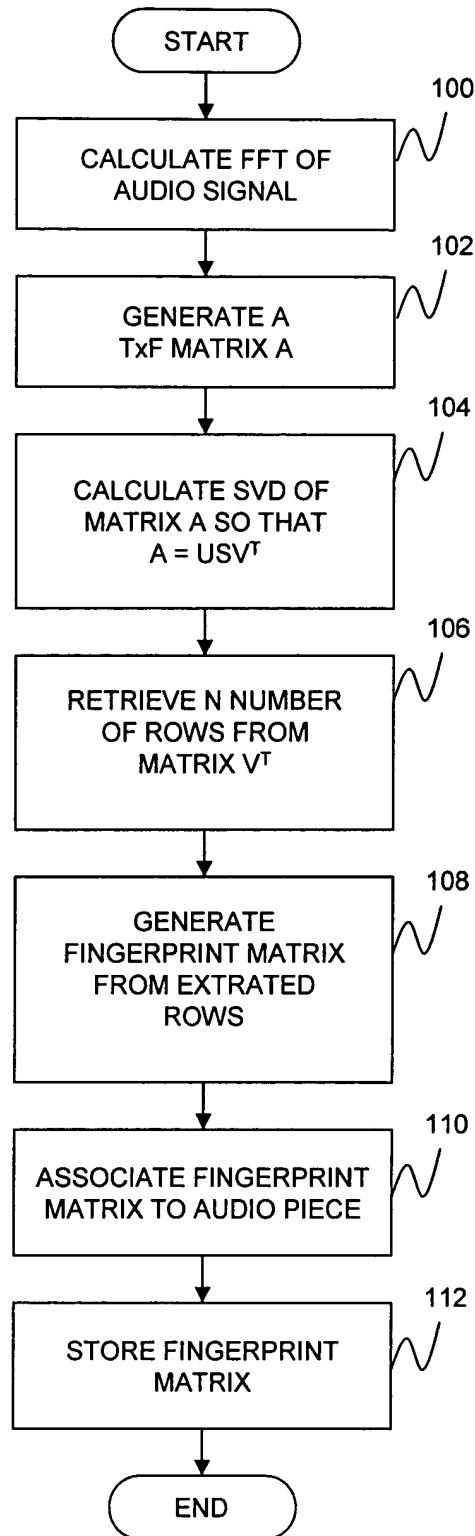 START
100
CALCULATE FFT OF
AUDIO SIGNAL
102
GENERATE A
TxF MATRIX A
104
CALCULATE SVD OF
MATRIX A SO THAT
A = USVᵀ
106
RETRIEVE N NUMBER
OF ROWS FROM
MATRIX Vᵀ
108
GENERATE
FINGERPRINT MATRIX
FROM EXTRATED
ROWS
110
ASSOCIATE FINGERPRINT
MATRIX TO AUDIO PIECE
112
STORE FINGERPRINT
MATRIX
END